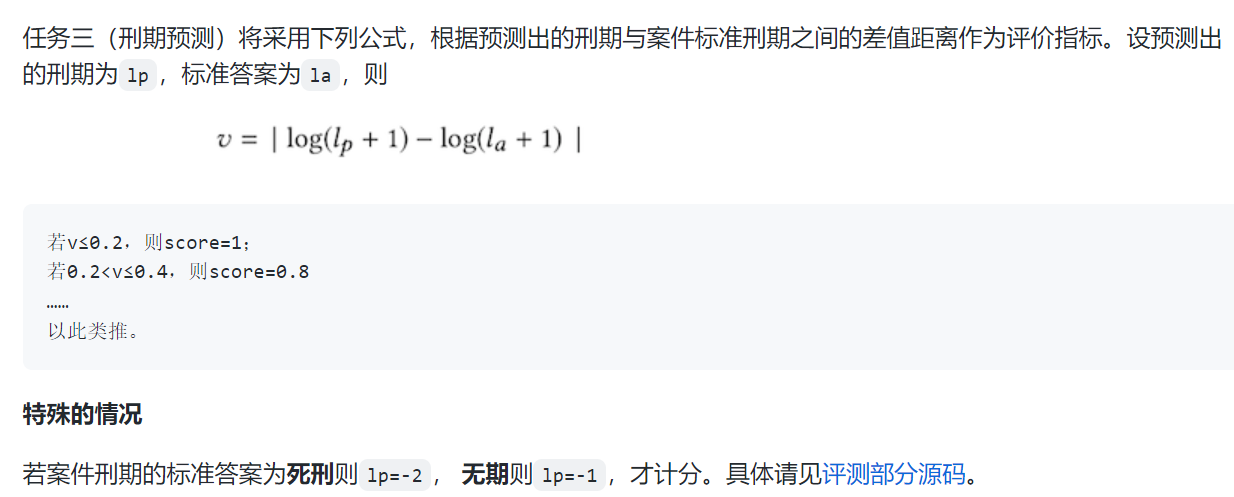 任务三（刑期预测）将采用下列公式，根据预测出的刑期与案件标准刑期之间的差值距离作为评价指标。设预测出
的刑期为 lp ，标准答案为 la ，则
v = | log(lₚ + 1) − log(lₐ + 1) |
若v≤0.2，则score=1；
若0.2<v≤0.4，则score=0.8
……
以此类推。
特殊的情况
若案件刑期的标准答案为死刑则 lp=-2 ， 无期则 lp=-1 ，才计分。具体请见评测部分源码。